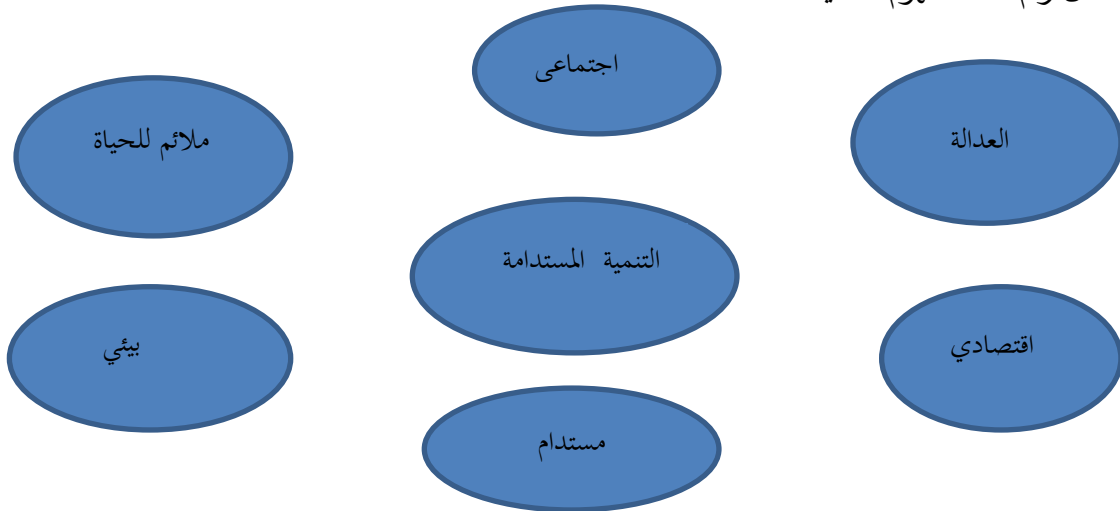 اجتماعى
العدالة
ملائم للحياة
التنمية المستدامة
اقتصادي
بيئي
مستدام